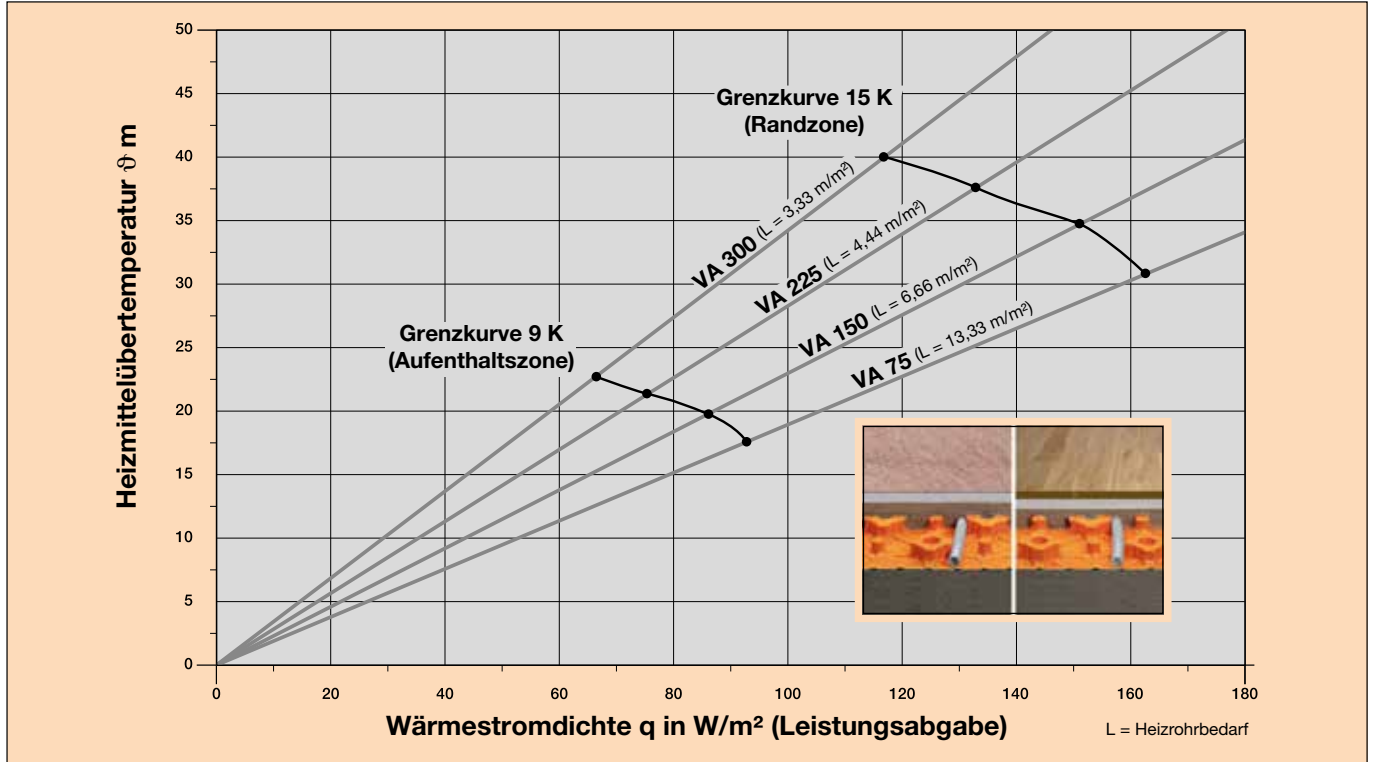 50
45
40
35
30
25
20
15
10
5
0
Heizmittelübertemperatur ϑ m
Grenzkurve 15 K
(Randzone)
Grenzkurve 9 K
(Aufenthaltszone)
VA 300 (L = 3,33 m/m²)
VA 225 (L = 4,44 m/m²)
VA 150 (L = 6,66 m/m²)
VA 75 (L = 13,33 m/m²)
0 20 40 60 80 100 120 140 160 180
Wärmestromdichte q in W/m² (Leistungsabgabe)
L = Heizrohrbedarf